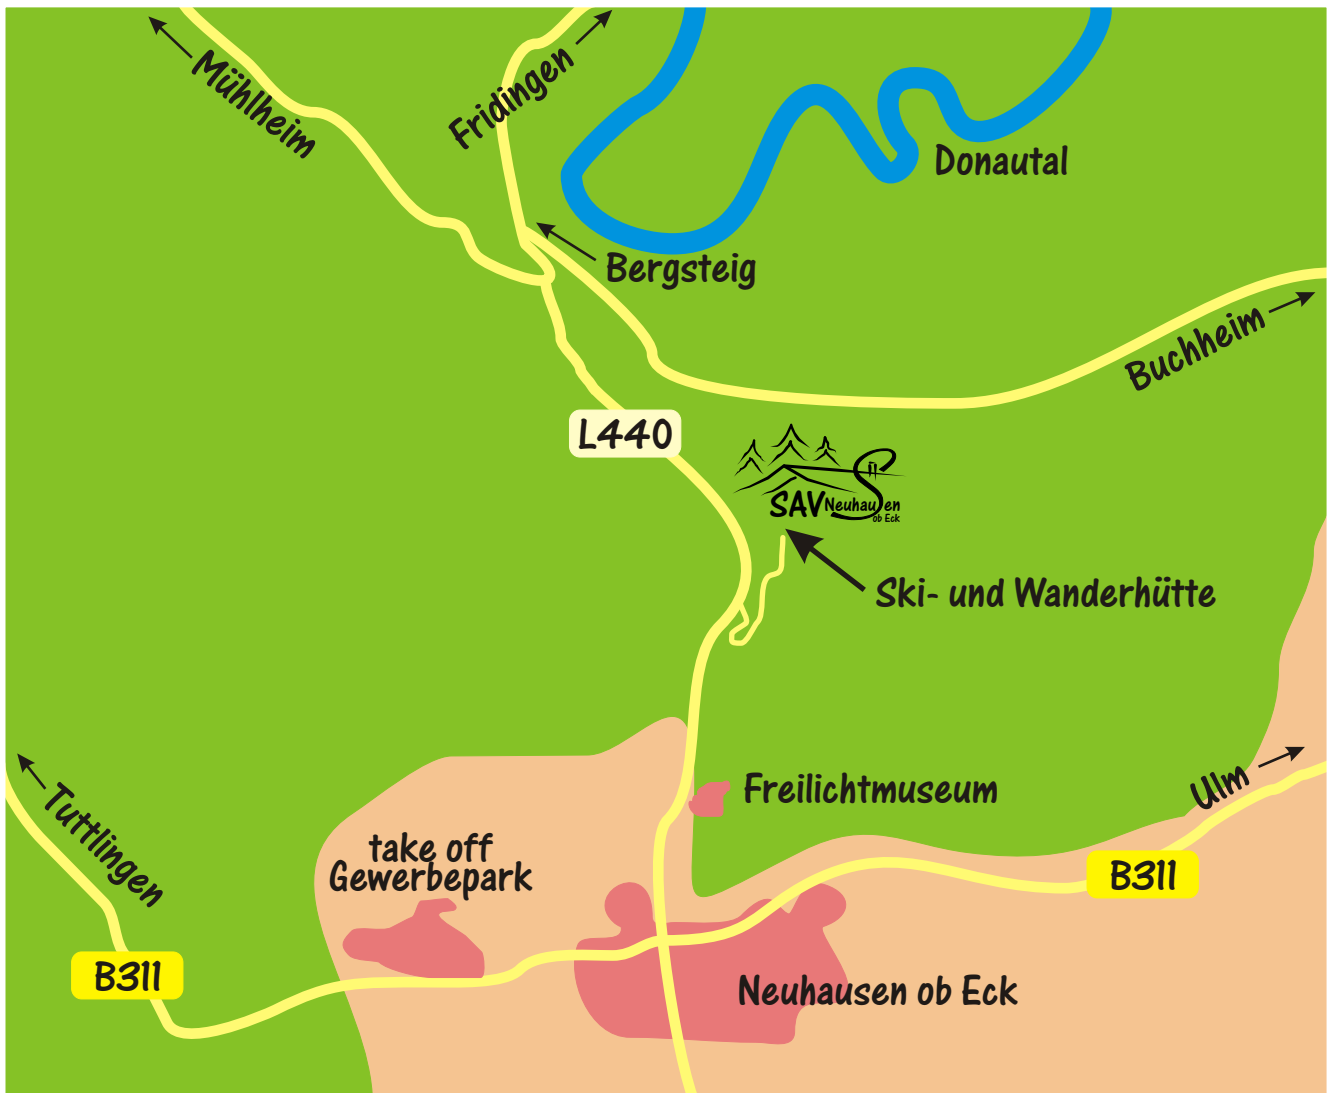 Mühlheim
Fridingen
Donautal
Bergsteig
Buchheim
L440
SAV Neuhausen
ob Eck
Ski- und Wanderhütte
Tuttlingen
Ulm
Freilichtmuseum
take off
Gewerbepark
B311
B311
Neuhausen ob Eck